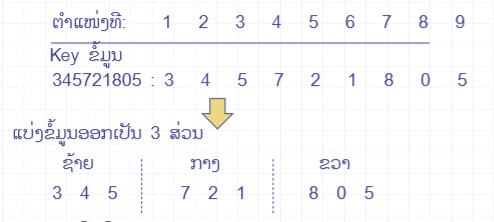 ຕຳແໜ່ງທີ: 1 2 3 4 5 6 7 8 9
Key ຂໍ້ມູນ
345721805 : 3 4 5 7 2 1 8 0 5
ແບ່ງຂໍ້ມູນອອກເປັນ 3 ສ່ວນ
ຊ້າຍ ກາງ ຂວາ
3 4 5 7 2 1 8 0 5